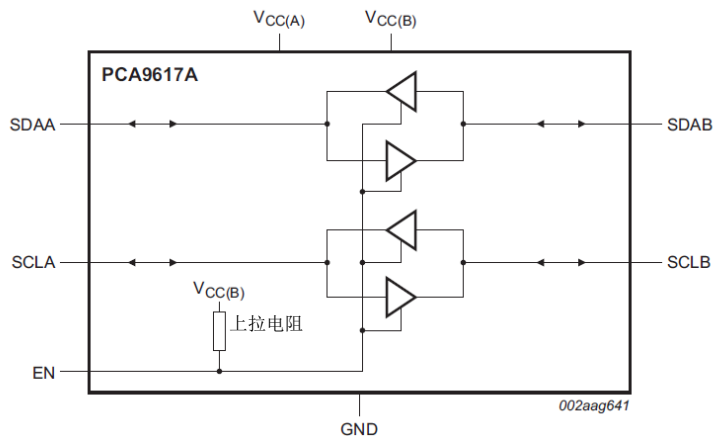 VCC(A)
VCC(B)
PCA9617A
SDAA
SDAB
SCLA
SCLB
VCC(B)
上拉电阻
EN
002aag641
GND